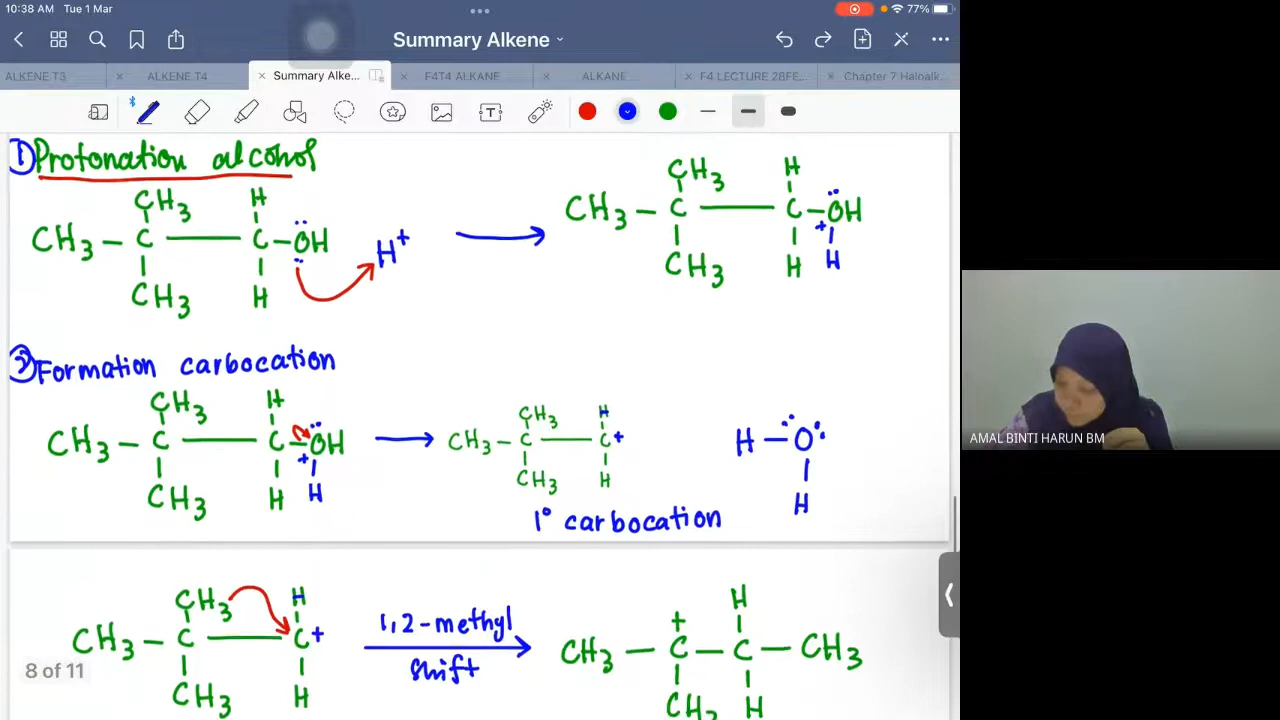 10:38 AM Tue 1 Mar
77%
Summary Alkene
ALKENE T3
ALKENE T4
Summary Alke...
F4T4 ALKANE
ALKANE
F4 LECTURE 28FE...
Chapter 7 Haloalk...
① Protonation alcohol
CH3 H CH3 H
CH3 – C – C – ÖH H+ → CH3 – C – C – ÖH
+
CH3 H CH3 H H
② Formation carbocation
CH3 H CH3 H
CH3 – C – C – ÖH → CH3 – C – C + H – O:
+
CH3 H H CH3 H H
1° carbocation
CH3 H 1,2-methyl + H
CH3 – C – C + → CH3 – C – C – CH3
shift
CH3 H CH3 H
8 of 11
AMAL BINTI HARUN BM